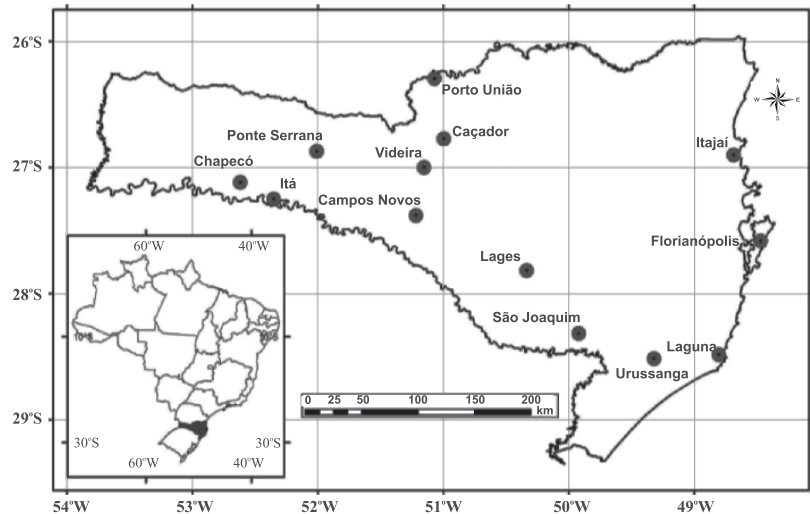 26°S
N
W E
S
Porto União
Caçador
Ponte Serrana
Videira
Itajaí
27°S
Chapecó
Itá
Campos Novos
Florianópolis
60°W 40°W
Lages
28°S
São Joaquim
Laguna
Urussanga
10°S 10°S
0 25 50 100 150 200
km
29°S
30°S 30°S
60°W 40°W
54°W 53°W 52°W 51°W 50°W 49°W